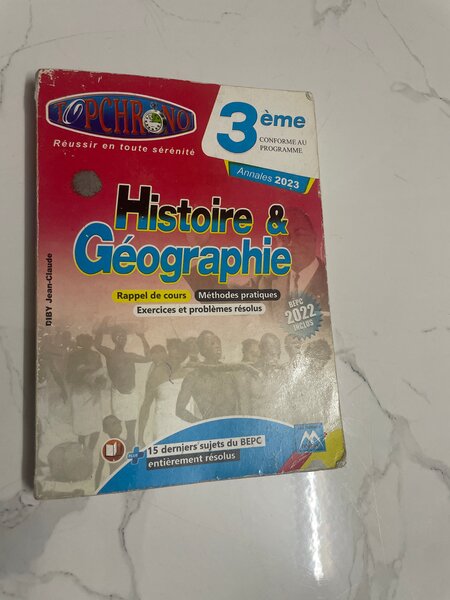 TOPCHRONO
Réussir en toute sérénité
3ème
CONFORME AU
PROGRAMME
Annales 2023
Histoire &
Géographie
DIBY Jean-Claude
Rappel de cours
Méthodes pratiques
Exercices et problèmes résolus
BEPC
2022
INCLUS
15 derniers sujets du BEPC
entièrement résolus